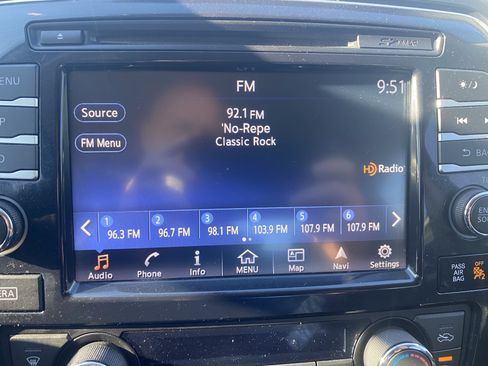 FM
9:51
Source
92.1 FM
'No-Repe
Classic Rock
FM Menu
HD Radio
1 2 3 4 5 6
96.3 FM 96.7 FM 98.1 FM 103.9 FM 107.9 FM 107.9 FM
Audio Phone Info MENU Map Navi Settings
MENU
BAC
PASS
AIR
BAG
OFF